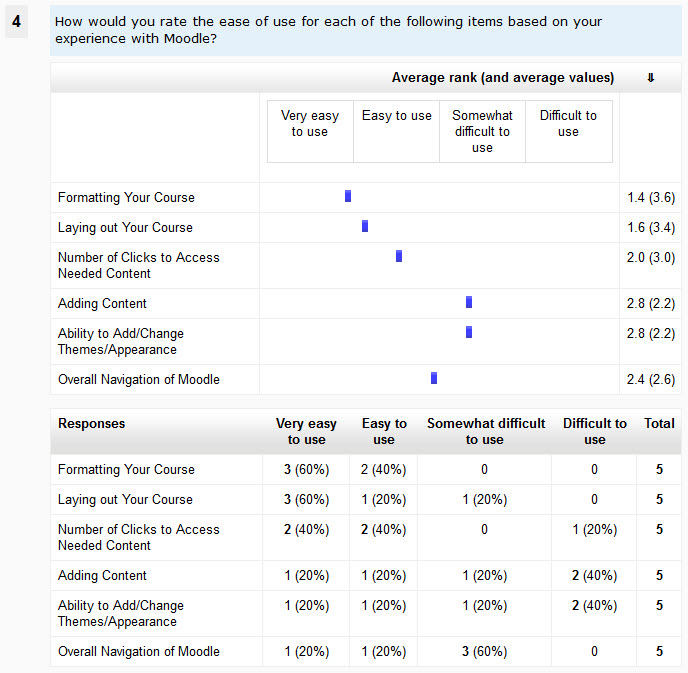 4
How would you rate the ease of use for each of the following items based on your
experience with Moodle?
Average rank (and average values) ⇓
Very easy to use Easy to use Somewhat difficult to use Difficult to use
Formatting Your Course 1.4 (3.6)
Laying out Your Course 1.6 (3.4)
Number of Clicks to Access
Needed Content 2.0 (3.0)
Adding Content 2.8 (2.2)
Ability to Add/Change
Themes/Appearance 2.8 (2.2)
Overall Navigation of Moodle 2.4 (2.6)
Responses Very easy to use Easy to use Somewhat difficult to use Difficult to use Total
Formatting Your Course 3 (60%) 2 (40%) 0 0 5
Laying out Your Course 3 (60%) 1 (20%) 1 (20%) 0 5
Number of Clicks to Access
Needed Content 2 (40%) 2 (40%) 0 1 (20%) 5
Adding Content 1 (20%) 1 (20%) 1 (20%) 2 (40%) 5
Ability to Add/Change
Themes/Appearance 1 (20%) 1 (20%) 1 (20%) 2 (40%) 5
Overall Navigation of Moodle 1 (20%) 1 (20%) 3 (60%) 0 5